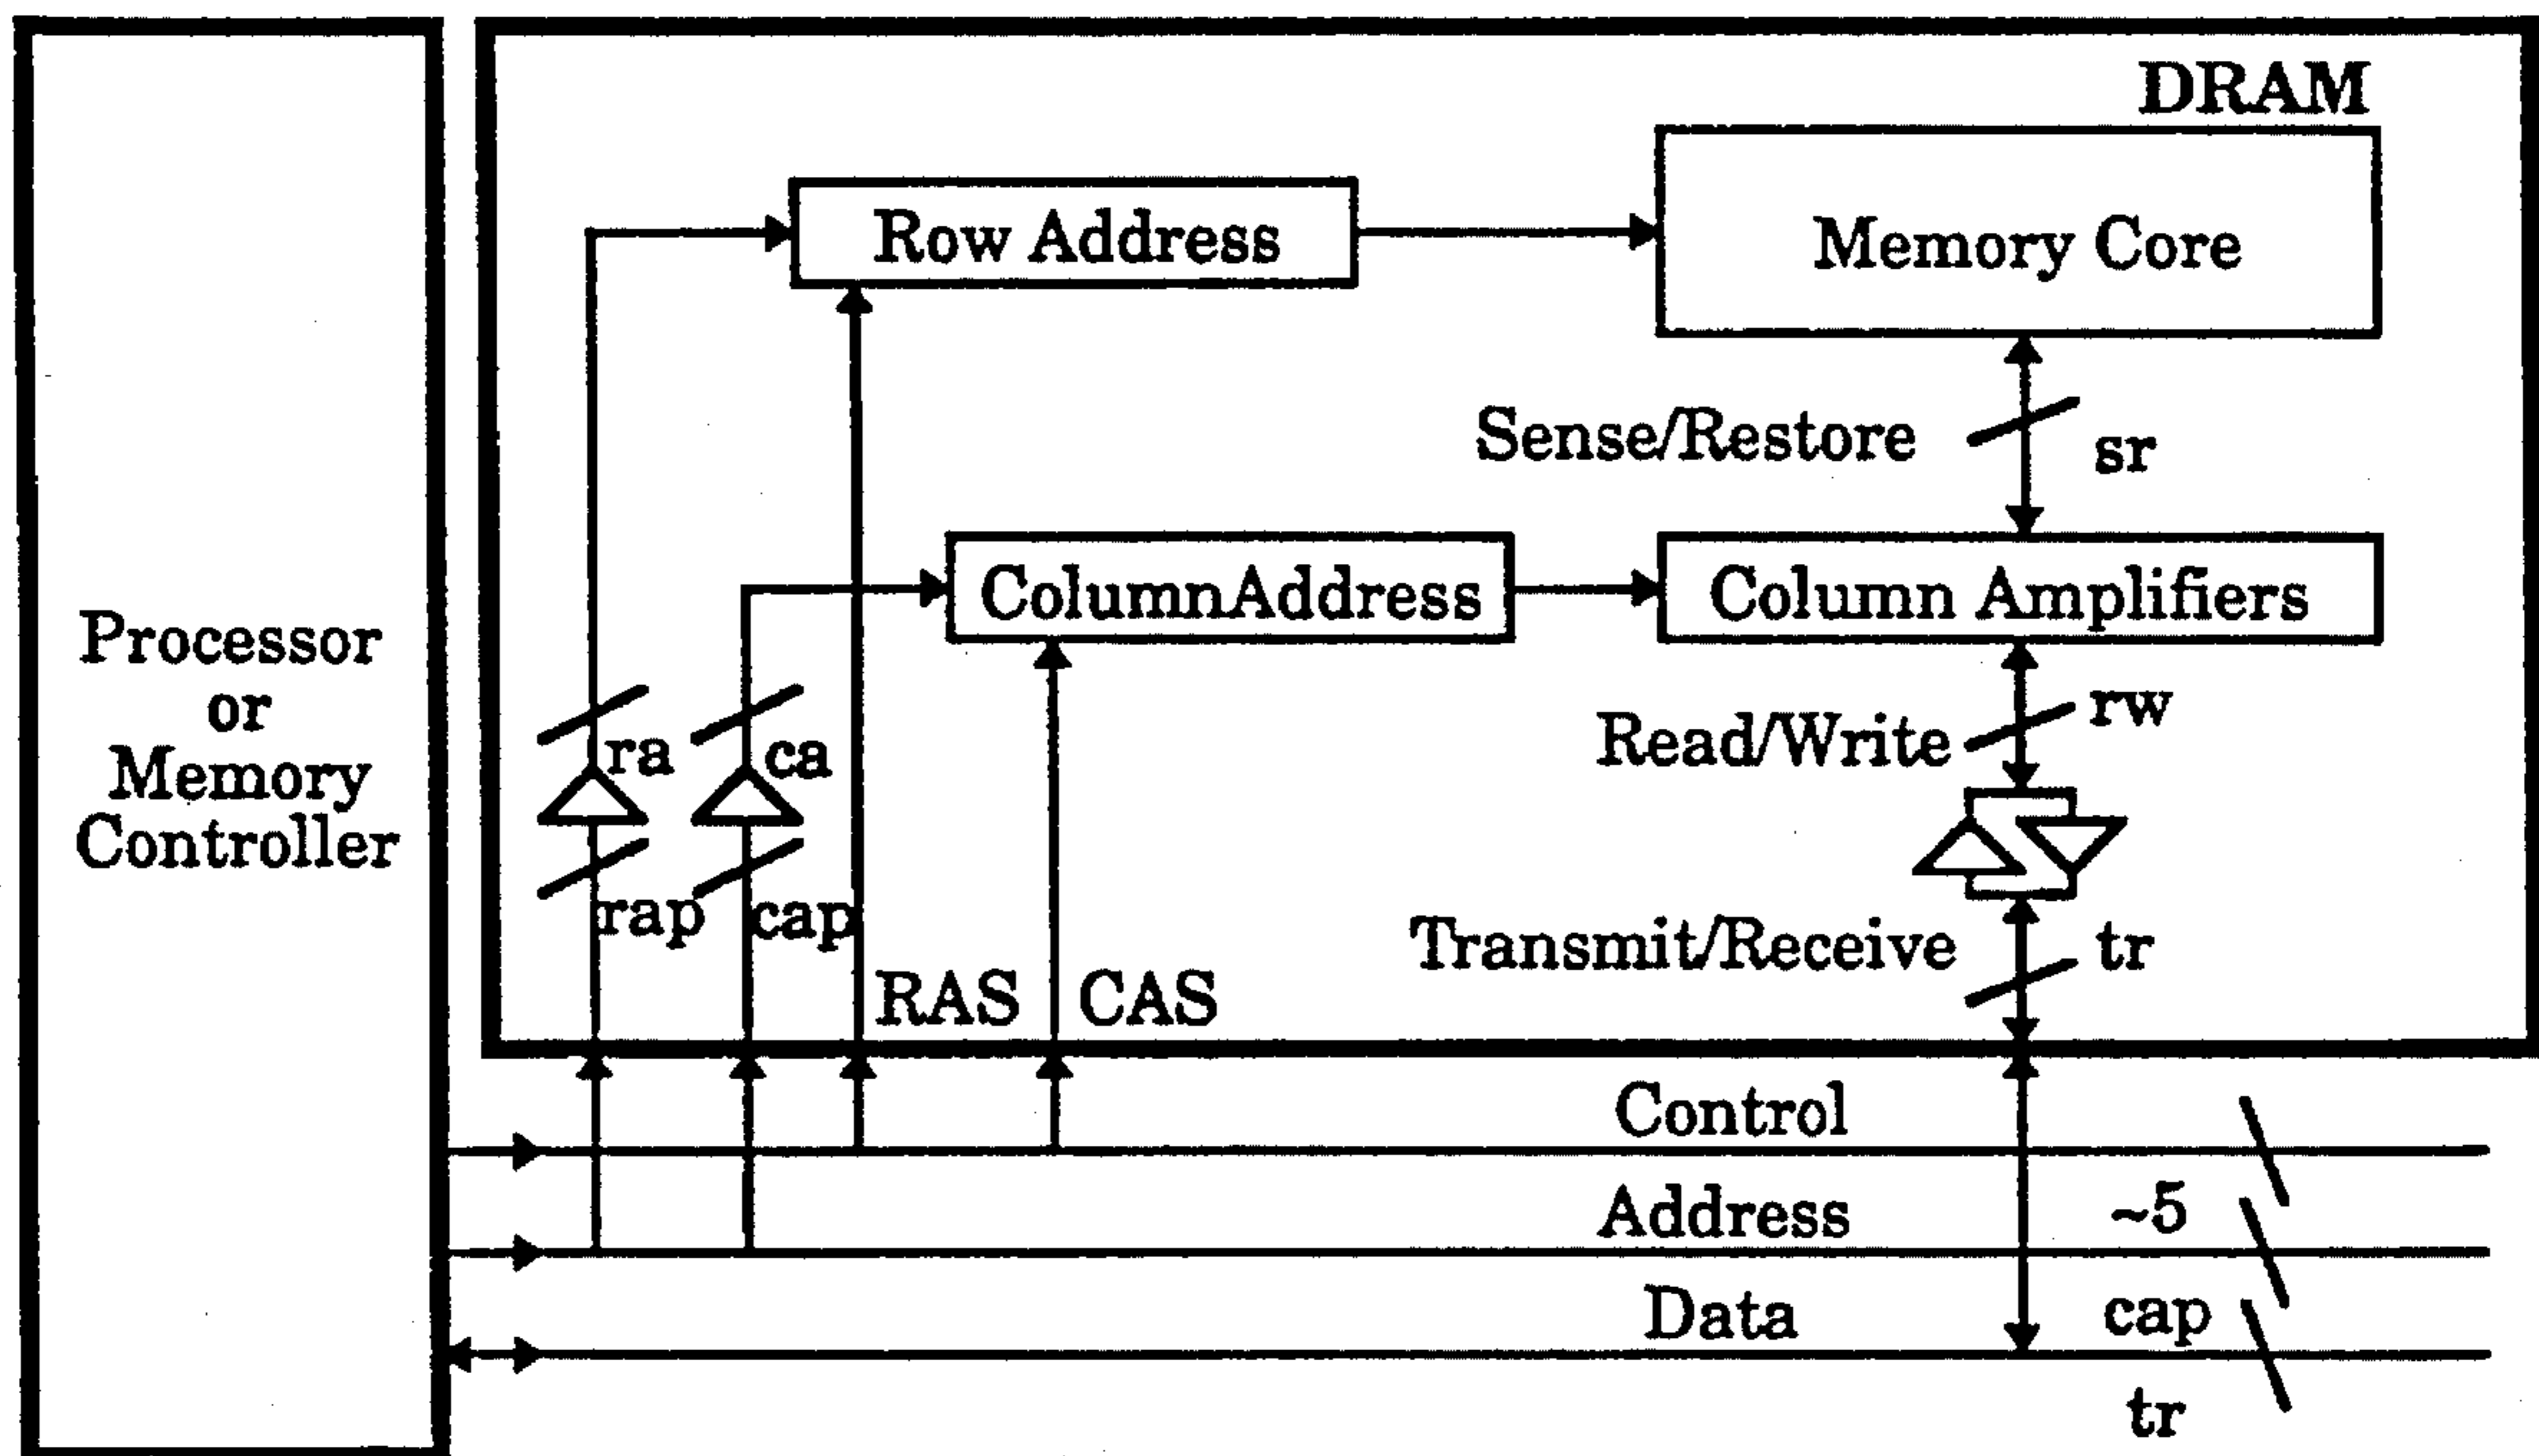 DRAM
Row Address
Memory Core
Sense/Restore
sr
ColumnAddress
Column Amplifiers
Processor
or
Memory
Controller
ra
ca
Read/Write
rw
rap
cap
Transmit/Receive
tr
RAS
CAS
Control
Address
~5
Data
cap
tr